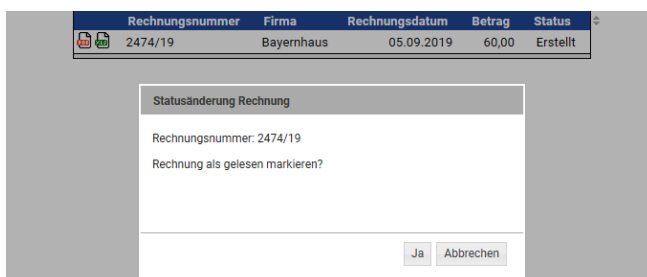 Rechnungsnummer Firma Rechnungsdatum Betrag Status
2474/19 Bayernhaus 05.09.2019 60,00 Erstellt
Statusänderung Rechnung
Rechnungsnummer: 2474/19
Rechnung als gelesen markieren?
Ja Abbrechen